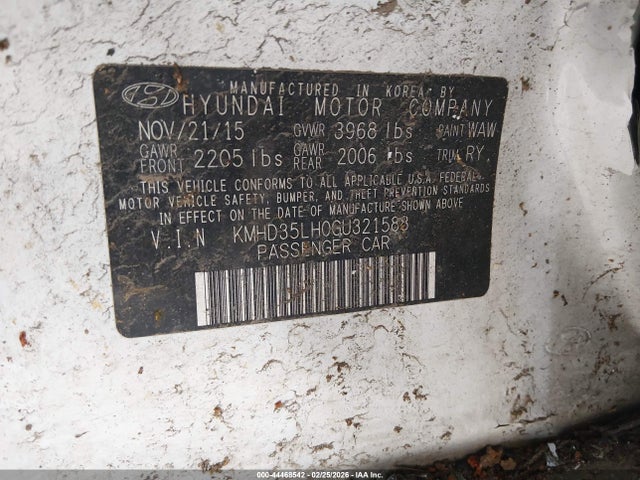 MANUFACTURED IN KOREA BY
HYUNDAI MOTOR COMPANY
NOV/21/15 GVWR 3968 lbs PAINT WAW
GAWR FRONT 2205 lbs GAWR REAR 2006 lbs TRIM RY
THIS VEHICLE CONFORMS TO ALL APPLICABLE U.S.A. FEDERAL
MOTOR VEHICLE SAFETY, BUMPER, AND THEFT PREVENTION STANDARDS
IN EFFECT ON THE DATE OF MANUFACTURE SHOWN ABOVE
V.I.N KMHD35LH0GU321583
PASSENGER CAR
000-44468542 - 02/25/2026 - IAA Inc.